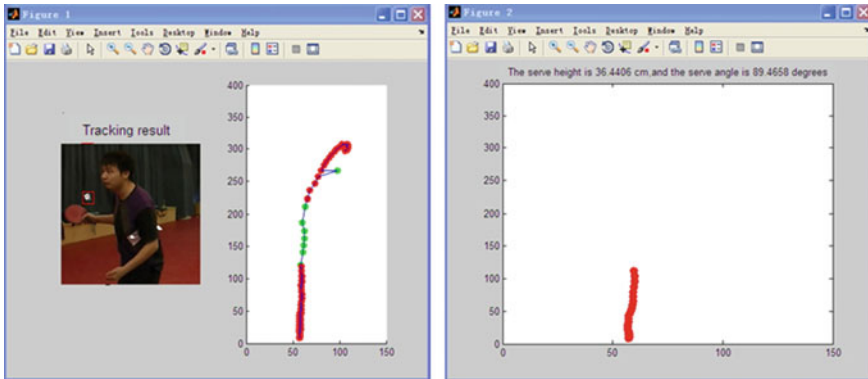 Figure 1
File Edit View Insert Tools Desktop Window Help
Tracking result
400
350
300
250
200
150
100
50
0
0 50 100 150
Figure 2
File Edit View Insert Tools Desktop Window Help
The serve height is 36.4406 cm,and the serve angle is 89.4658 degrees
400
350
300
250
200
150
100
50
0
0 50 100 150